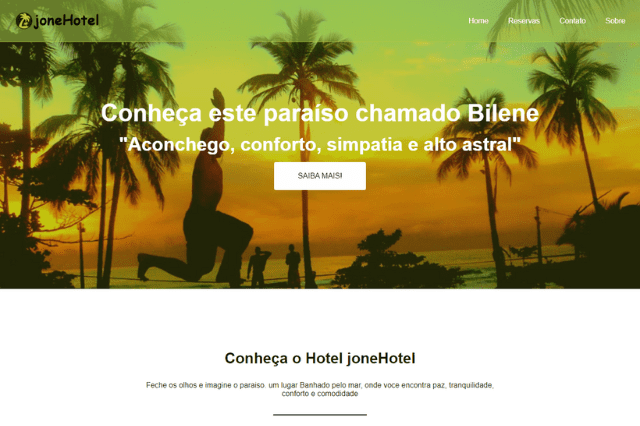 joneHotel
Home Reservas Contato Sobre
Conheça este paraíso chamado Bilene
"Aconchego, conforto, simpatia e alto astral"
SAIBA MAIS!
Conheça o Hotel joneHotel
Feche os olhos e imagine o paraiso. um lugar Banhado pelo mar, onde voce encontra paz, tranquilidade,
conforto e comodidade